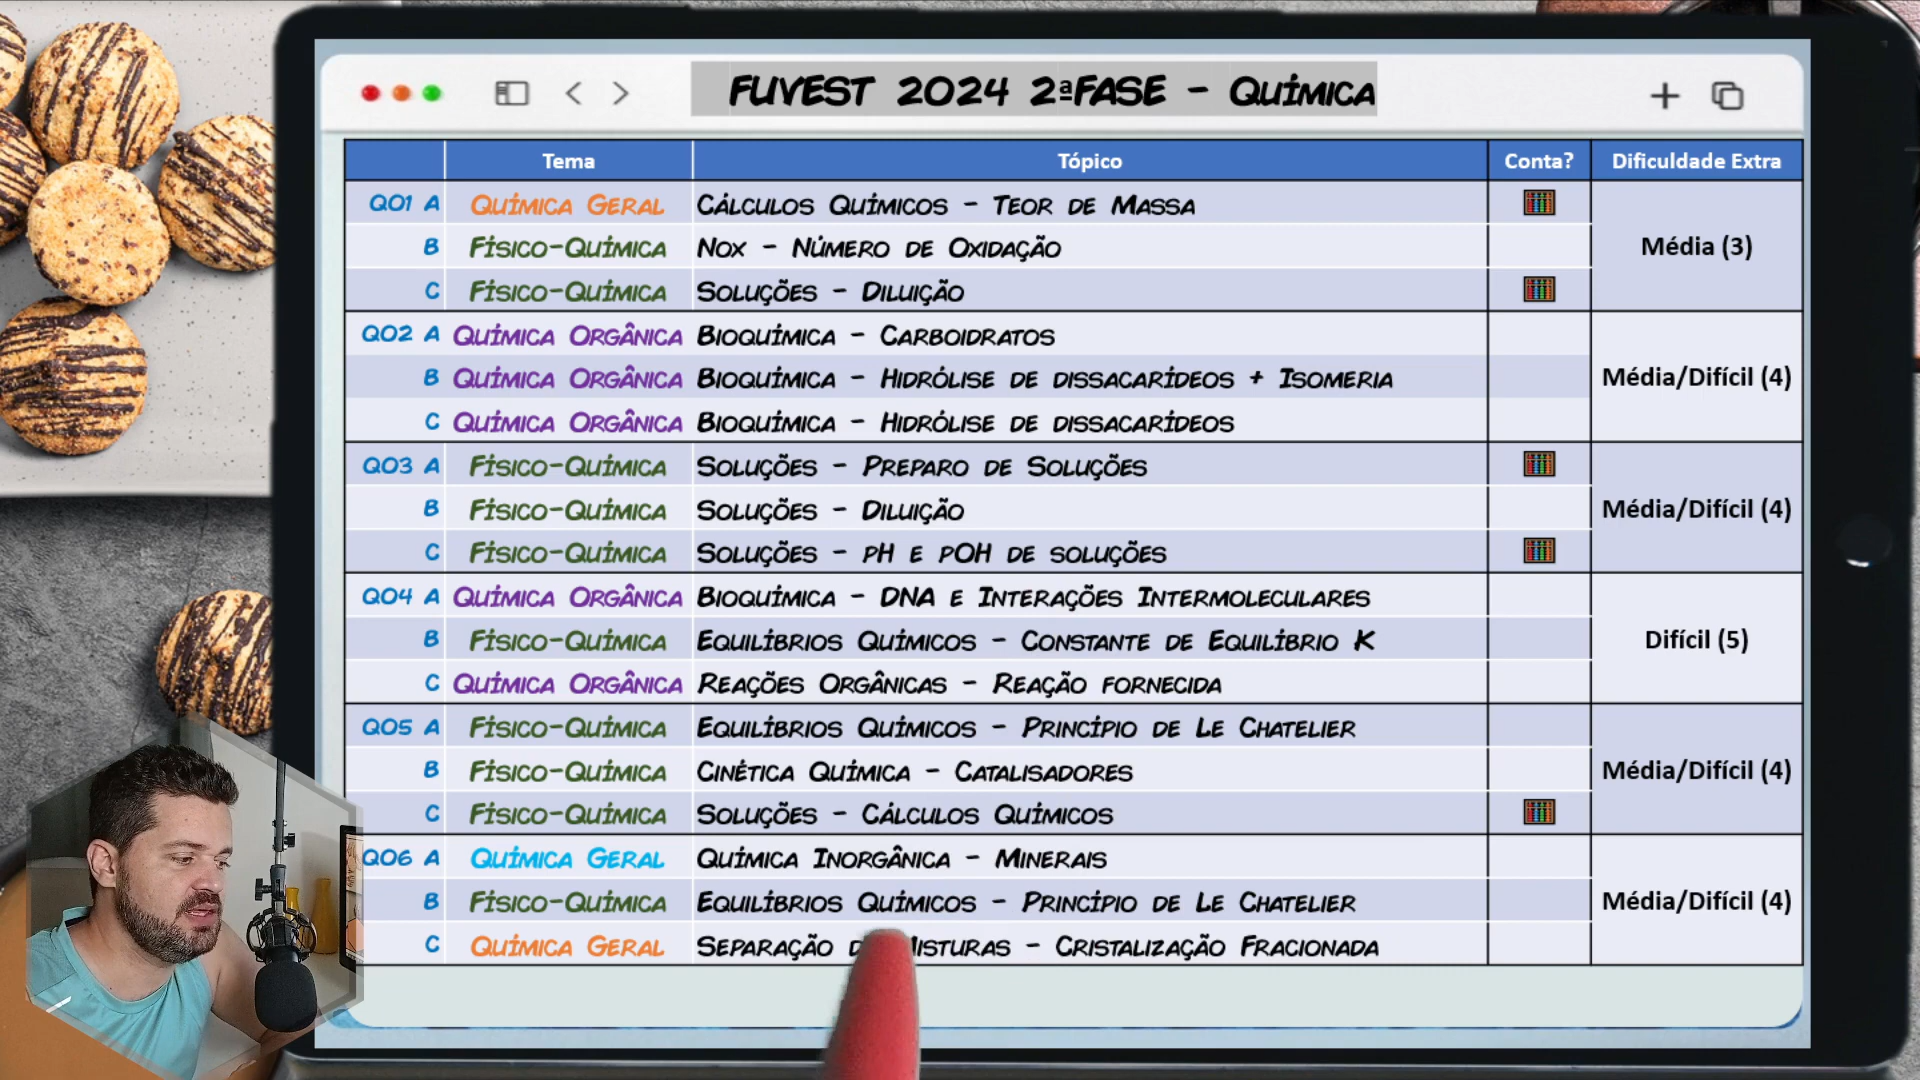 FUVEST 2024 2ªFASE - QUÍMICA
Tema Tópico Conta? Dificuldade Extra
Q01 A QUÍMICA GERAL CÁLCULOS QUÍMICOS - TEOR DE MASSA
B FÍSICO-QUÍMICA NOX - NÚMERO DE OXIDAÇÃO Média (3)
C FÍSICO-QUÍMICA SOLUÇÕES - DILUIÇÃO
Q02 A QUÍMICA ORGÂNICA BIOQUÍMICA - CARBOIDRATOS
B QUÍMICA ORGÂNICA BIOQUÍMICA - HIDRÓLISE DE DISSACARÍDEOS + ISOMERIA Média/Difícil (4)
C QUÍMICA ORGÂNICA BIOQUÍMICA - HIDRÓLISE DE DISSACARÍDEOS
Q03 A FÍSICO-QUÍMICA SOLUÇÕES - PREPARO DE SOLUÇÕES
B FÍSICO-QUÍMICA SOLUÇÕES - DILUIÇÃO Média/Difícil (4)
C FÍSICO-QUÍMICA SOLUÇÕES - PH E POH DE SOLUÇÕES
Q04 A QUÍMICA ORGÂNICA BIOQUÍMICA - DNA E INTERAÇÕES INTERMOLECULARES
B FÍSICO-QUÍMICA EQUILÍBRIOS QUÍMICOS - CONSTANTE DE EQUILÍBRIO K Difícil (5)
C QUÍMICA ORGÂNICA REAÇÕES ORGÂNICAS - REAÇÃO FORNECIDA
Q05 A FÍSICO-QUÍMICA EQUILÍBRIOS QUÍMICOS - PRINCÍPIO DE LE CHATELIER
B FÍSICO-QUÍMICA CINÉTICA QUÍMICA - CATALISADORES Média/Difícil (4)
C FÍSICO-QUÍMICA SOLUÇÕES - CÁLCULOS QUÍMICOS
Q06 A QUÍMICA GERAL QUÍMICA INORGÂNICA - MINERAIS
B FÍSICO-QUÍMICA EQUILÍBRIOS QUÍMICOS - PRINCÍPIO DE LE CHATELIER Média/Difícil (4)
C QUÍMICA GERAL SEPARAÇÃO MISTURAS - CRISTALIZAÇÃO FRACIONADA